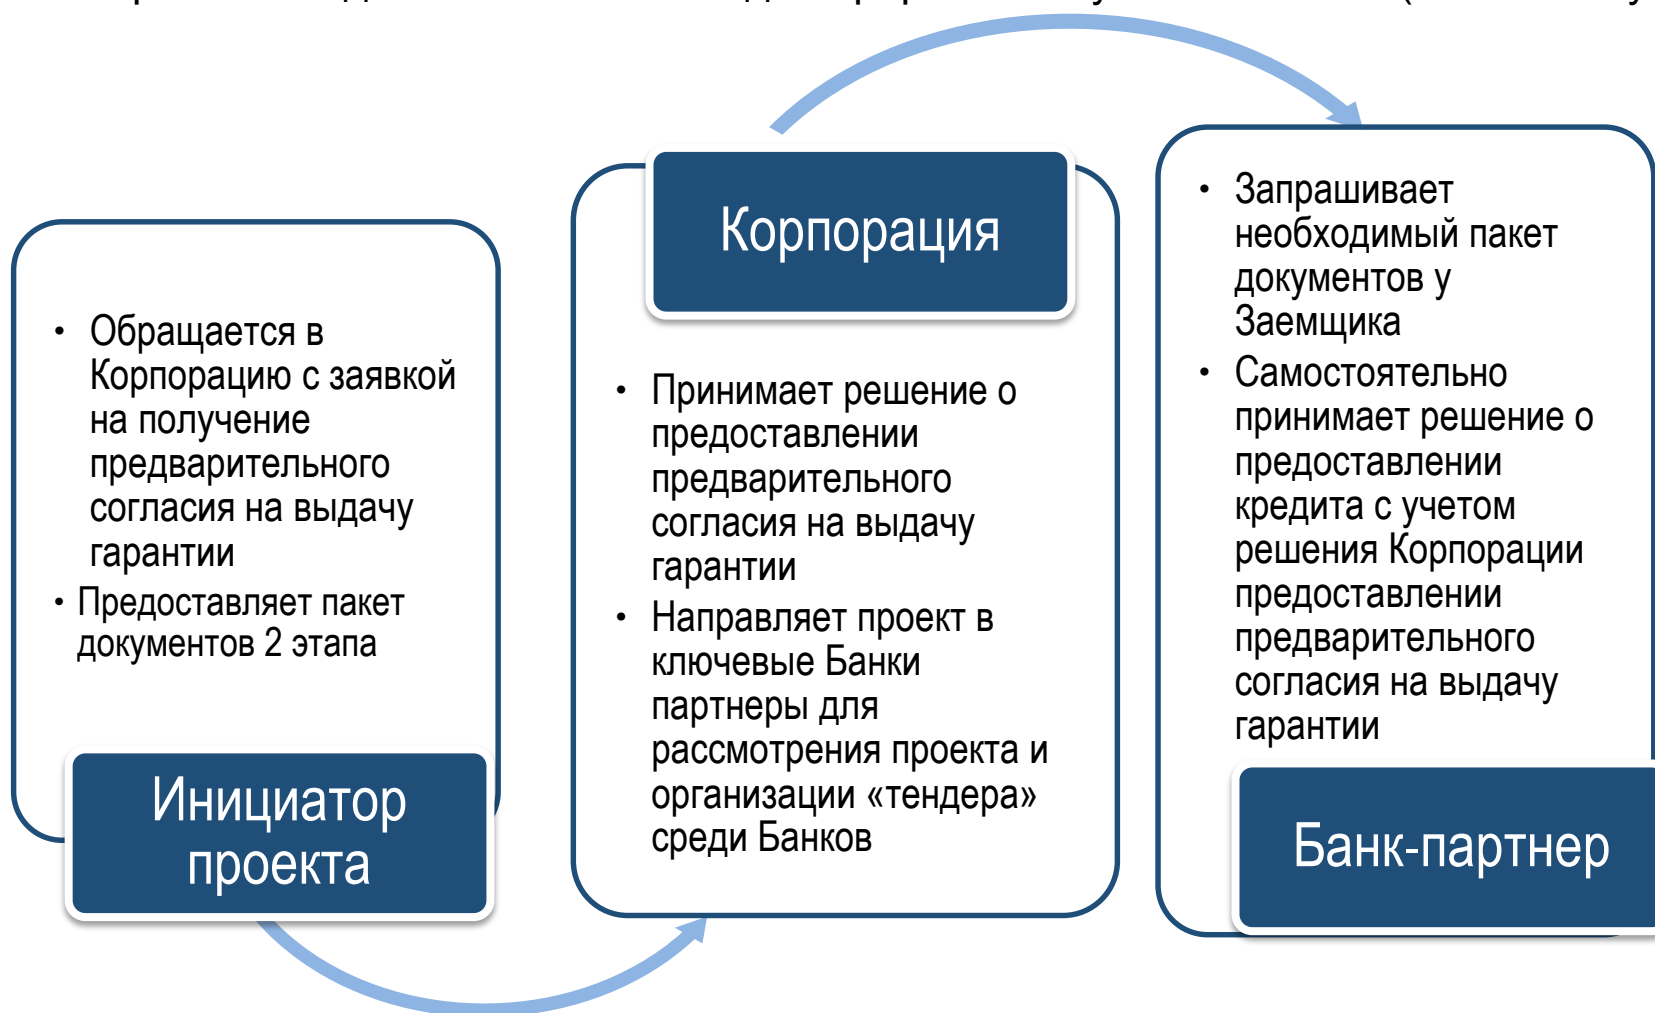 • Обращается в
Корпорацию с заявкой
на получение
предварительного
согласия на выдачу
гарантии
• Предоставляет пакет
документов 2 этапа
Инициатор
проекта
Корпорация
• Принимает решение о
предоставлении
предварительного
согласия на выдачу
гарантии
• Направляет проект в
ключевые Банки
партнеры для
рассмотрения проекта и
организации «тендера»
среди Банков
• Запрашивает
необходимый пакет
документов у
Заемщика
• Самостоятельно
принимает решение о
предоставлении
кредита с учетом
решения Корпорации
предоставлении
предварительного
согласия на выдачу
гарантии
Банк-партнер